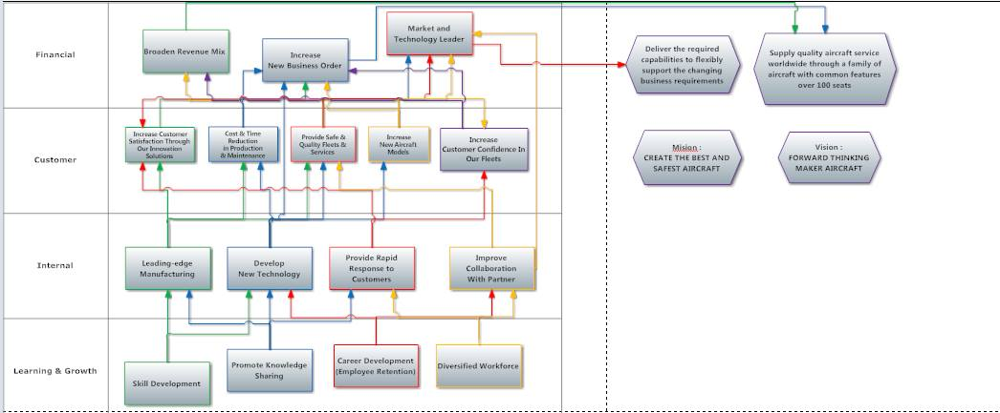 Financial
Broaden Revenue Mix
Increase
New Business Order
Market and
Technology Leader
Deliver the required
capabilities to flexibly
support the changing
business requirements
Supply quality aircraft service
worldwide through a family of
aircraft with common features
over 100 seats
Customer
Increase Customer
Satisfaction Through
Our Innovation
Solutions
Cost & Time
Reduction
in Production
& Maintenance
Provide Safe &
Quality Fleets &
Services
Increase
New Aircraft
Models
Increase
Customer Confidence In
Our Fleets
Mision :
CREATE THE BEST AND
SAFEST AIRCRAFT
Vision :
FORWARD THINKING
MAKER AIRCRAFT
Internal
Leading-edge
Manufacturing
Develop
New Technology
Provide Rapid
Response to
Customers
Improve
Collaboration
With Partner
Learning & Growth
Skill Development
Promote Knowledge
Sharing
Career Development
(Employee Retention)
Diversified Workforce